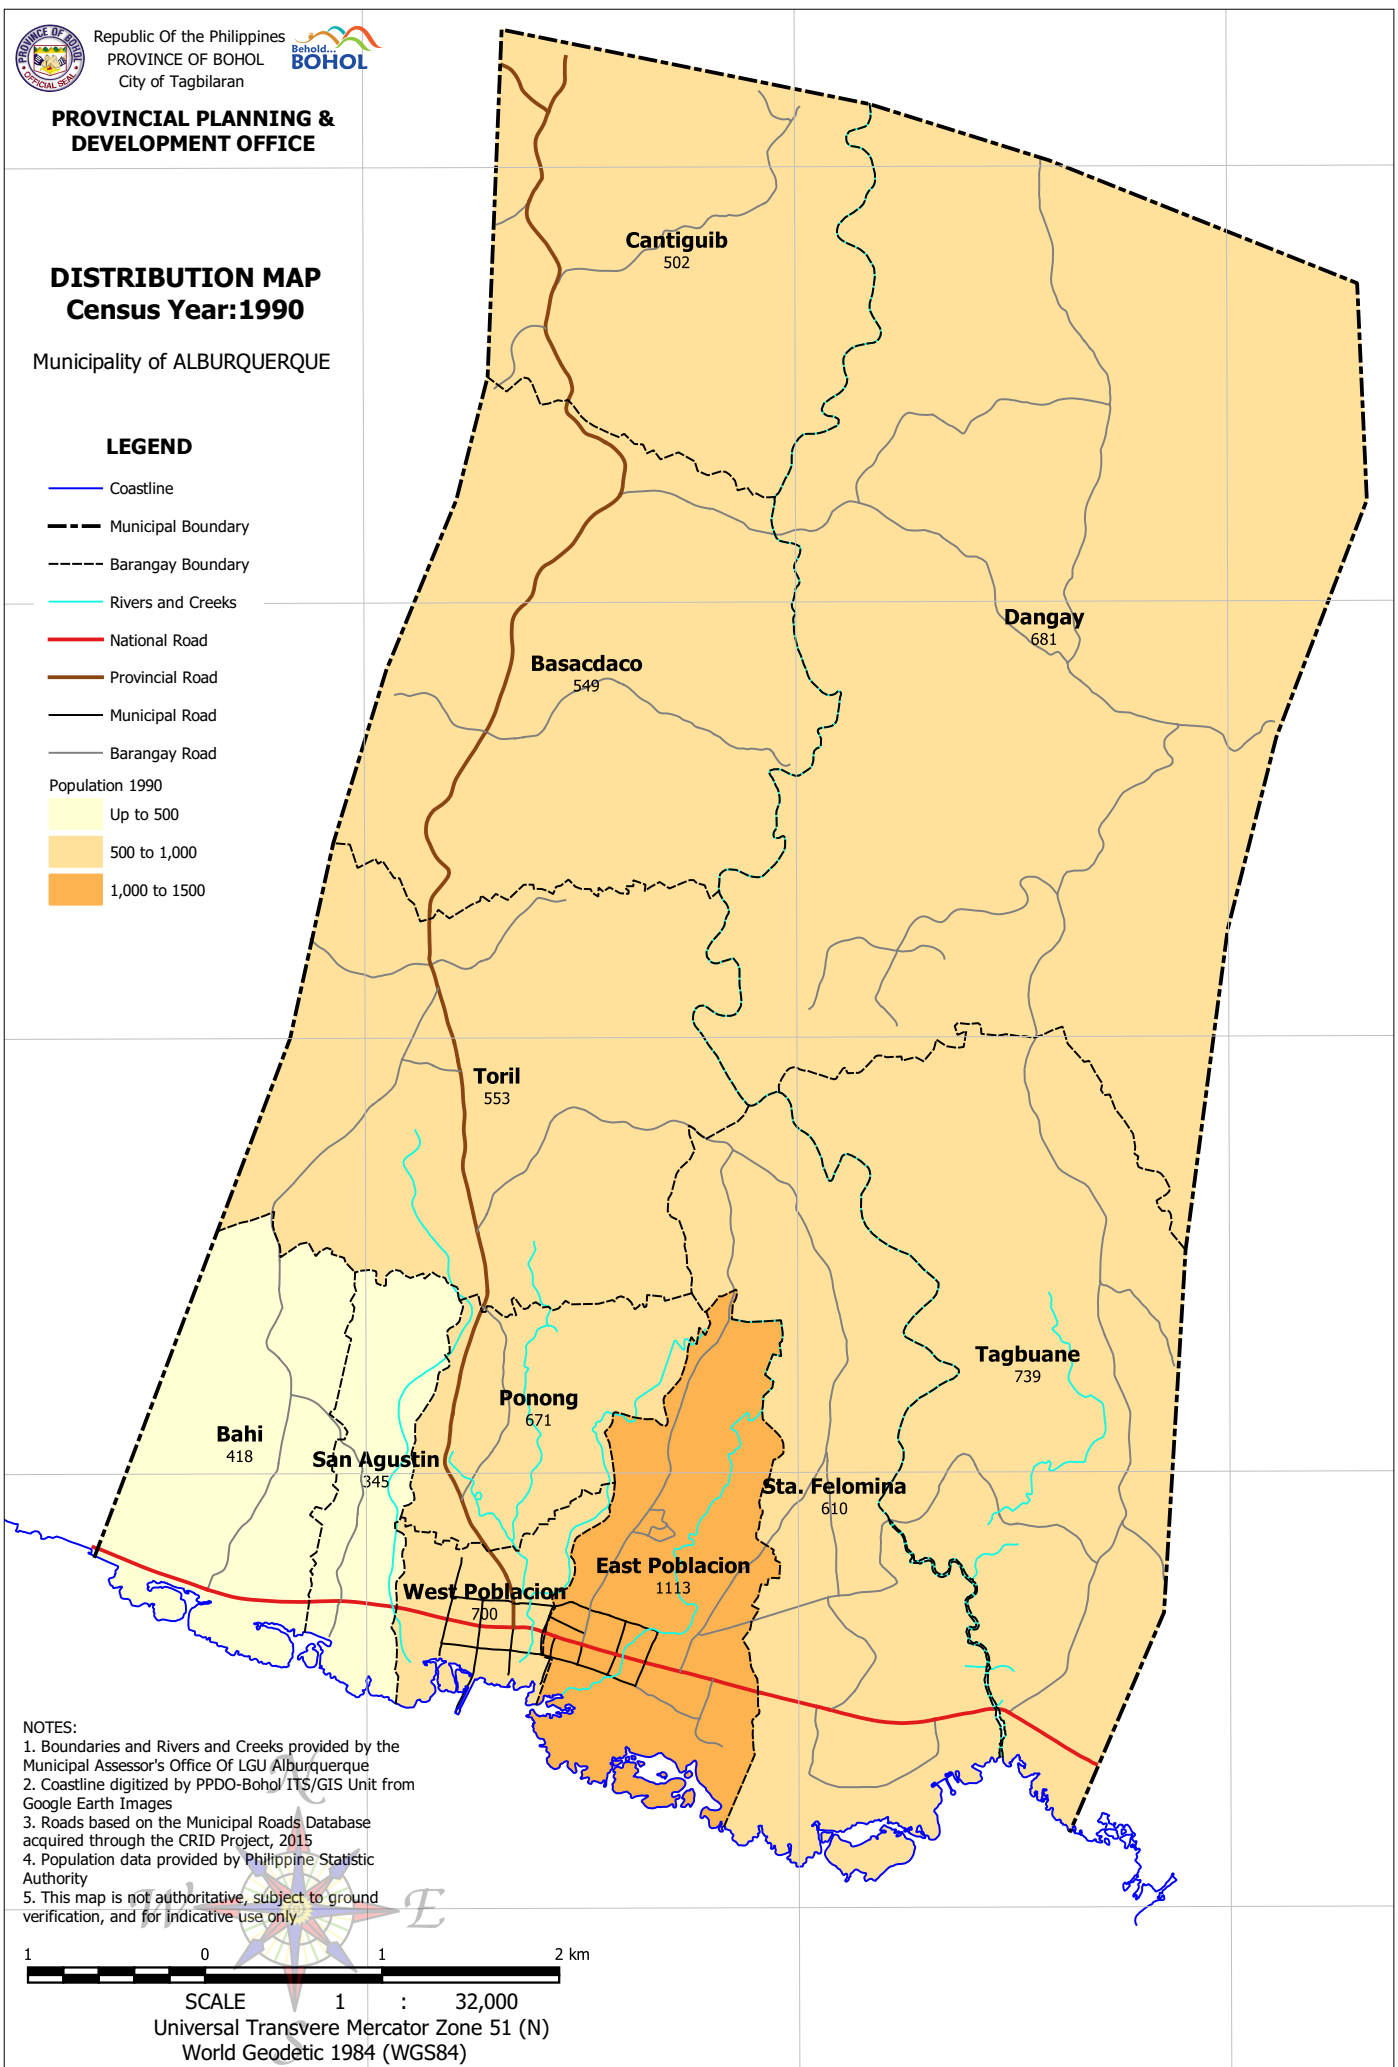 Republic Of the Philippines
PROVINCE OF BOHOL
City of Tagbilaran
PROVINCE OF BOHOL
OFFICIAL SEAL
Behold...
BOHOL
PROVINCIAL PLANNING &
DEVELOPMENT OFFICE
DISTRIBUTION MAP
Census Year:1990
Municipality of ALBURQUERQUE
LEGEND
Coastline
Municipal Boundary
Barangay Boundary
Rivers and Creeks
National Road
Provincial Road
Municipal Road
Barangay Road
Population 1990
Up to 500
500 to 1,000
1,000 to 1500
Cantiguib
502
Dangay
681
Basacdaco
549
Toril
553
Tagbuane
739
Ponong
671
Bahi
418
San Agustin
345
Sta. Felomina
610
East Poblacion
1113
West Poblacion
700
NOTES:
1. Boundaries and Rivers and Creeks provided by the
Municipal Assessor's Office Of LGU Alburquerque
2. Coastline digitized by PPDO-Bohol ITS/GIS Unit from
Google Earth Images
3. Roads based on the Municipal Roads Database
acquired through the CRID Project, 2015
4. Population data provided by Philippine Statistic
Authority
5. This map is not authoritative, subject to ground
verification, and for indicative use only
N
W
E
S
1 0 1 2 km
SCALE 1 : 32,000
Universal Transvere Mercator Zone 51 (N)
World Geodetic 1984 (WGS84)